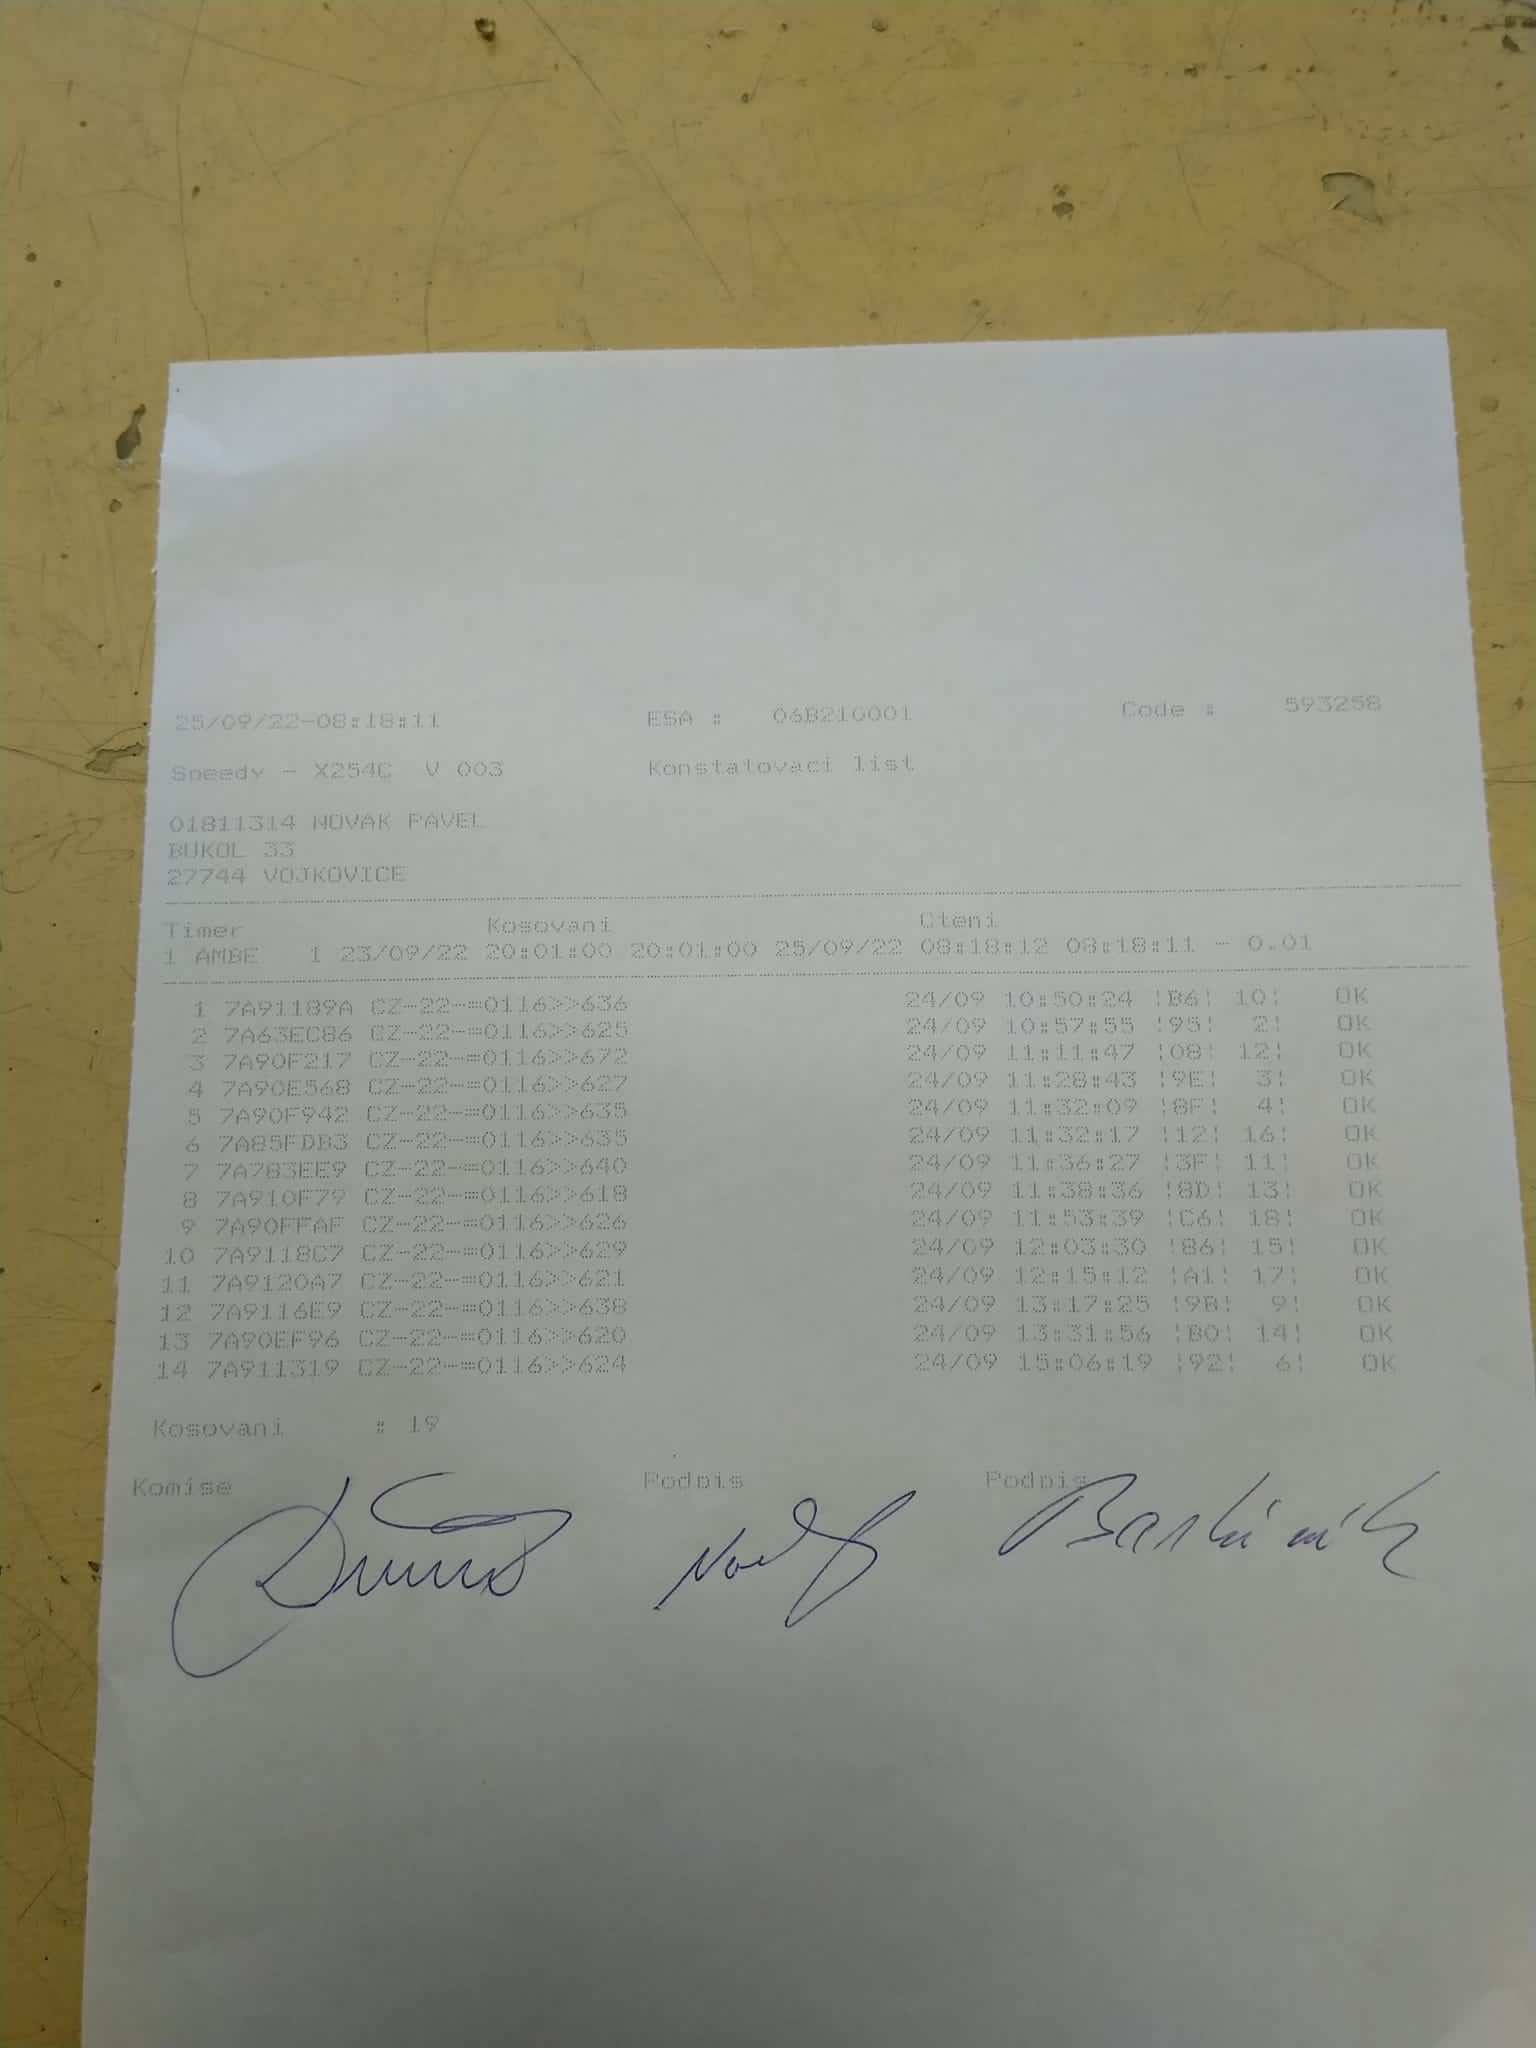 25/09/22-08:18:11 ESA : 06B210001 Code : 593258
Speedy - X254C V 003 Konstatovaci list
01811314 NOVAK PAVEL
BUKOL 33
27744 VOJKOVICE
Timer Kosovani Cteni
1 AMBE 1 23/09/22 20:01:00 20:01:00 25/09/22 08:18:12 08:18:11 - 0.01
1 7A91189A CZ-22-=0116>>636 24/09 10:50:24 ¦B6¦ 10¦ OK
2 7A63EC86 CZ-22-=0116>>625 24/09 10:57:55 ¦95¦ 2¦ OK
3 7A90F217 CZ-22-=0116>>672 24/09 11:11:47 ¦08¦ 12¦ OK
4 7A90E568 CZ-22-=0116>>627 24/09 11:28:43 ¦9E¦ 3¦ OK
5 7A90F942 CZ-22-=0116>>635 24/09 11:32:09 ¦8F¦ 4¦ OK
6 7A85FDB3 CZ-22-=0116>>635 24/09 11:32:17 ¦12¦ 16¦ OK
7 7A783EE9 CZ-22-=0116>>640 24/09 11:36:27 ¦3F¦ 11¦ OK
8 7A910F79 CZ-22-=0116>>618 24/09 11:38:36 ¦8D¦ 13¦ OK
9 7A90FFAF CZ-22-=0116>>626 24/09 11:53:39 ¦C6¦ 18¦ OK
10 7A9118C7 CZ-22-=0116>>629 24/09 12:03:30 ¦86¦ 15¦ OK
11 7A9120A7 CZ-22-=0116>>621 24/09 12:15:12 ¦A1¦ 17¦ OK
12 7A9116E9 CZ-22-=0116>>638 24/09 13:17:25 ¦9B¦ 9¦ OK
13 7A90EF96 CZ-22-=0116>>620 24/09 13:31:56 ¦B0¦ 14¦ OK
14 7A911319 CZ-22-=0116>>624 24/09 15:06:19 ¦92¦ 6¦ OK
Kosovani : 19
Komise Podpis Podpis